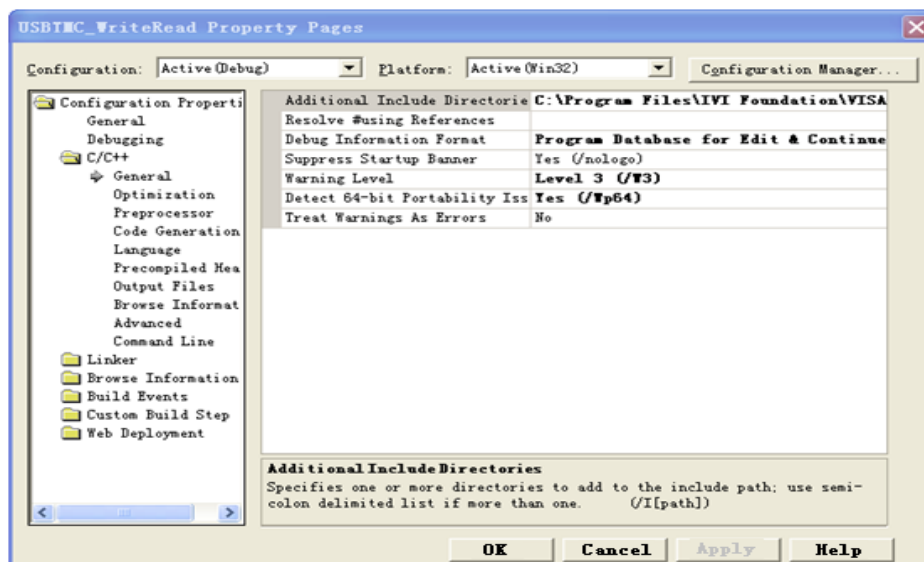 USBTMC_WriteRead Property Pages
Configuration: Active(Debug) Platform: Active(Win32) Configuration Manager...
Configuration Properti
General
Debugging
C/C++
General
Optimization
Preprocessor
Code Generation
Language
Precompiled Hea
Output Files
Browse Informat
Advanced
Command Line
Linker
Browse Information
Build Events
Custom Build Step
Web Deployment
Additional Include Directorie C:\Program Files\IVI Foundation\VISA
Resolve #using References
Debug Information Format Program Database for Edit & Continue
Suppress Startup Banner Yes (/nologo)
Warning Level Level 3 (/W3)
Detect 64-bit Portability Iss Yes (/Wp64)
Treat Warnings As Errors No
Additional Include Directories
Specifies one or more directories to add to the include path; use semi-
colon delimited list if more than one. (/I[path])
OK Cancel Apply Help